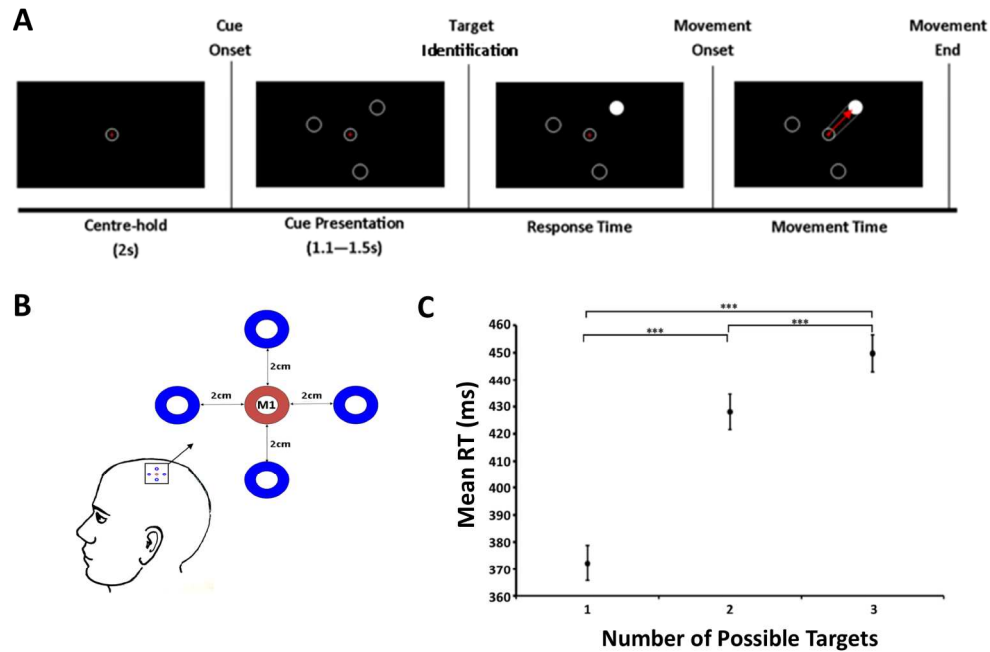 A
Cue
Onset
Target
Identification
Movement
Onset
Movement
End
Centre-hold
(2s)
Cue Presentation
(1.1—1.5s)
Response Time
Movement Time
B
2cm
2cm
M1
2cm
2cm
C
***
***
***
460
450
440
430
420
410
400
390
380
370
360
Mean RT (ms)
1
2
3
Number of Possible Targets